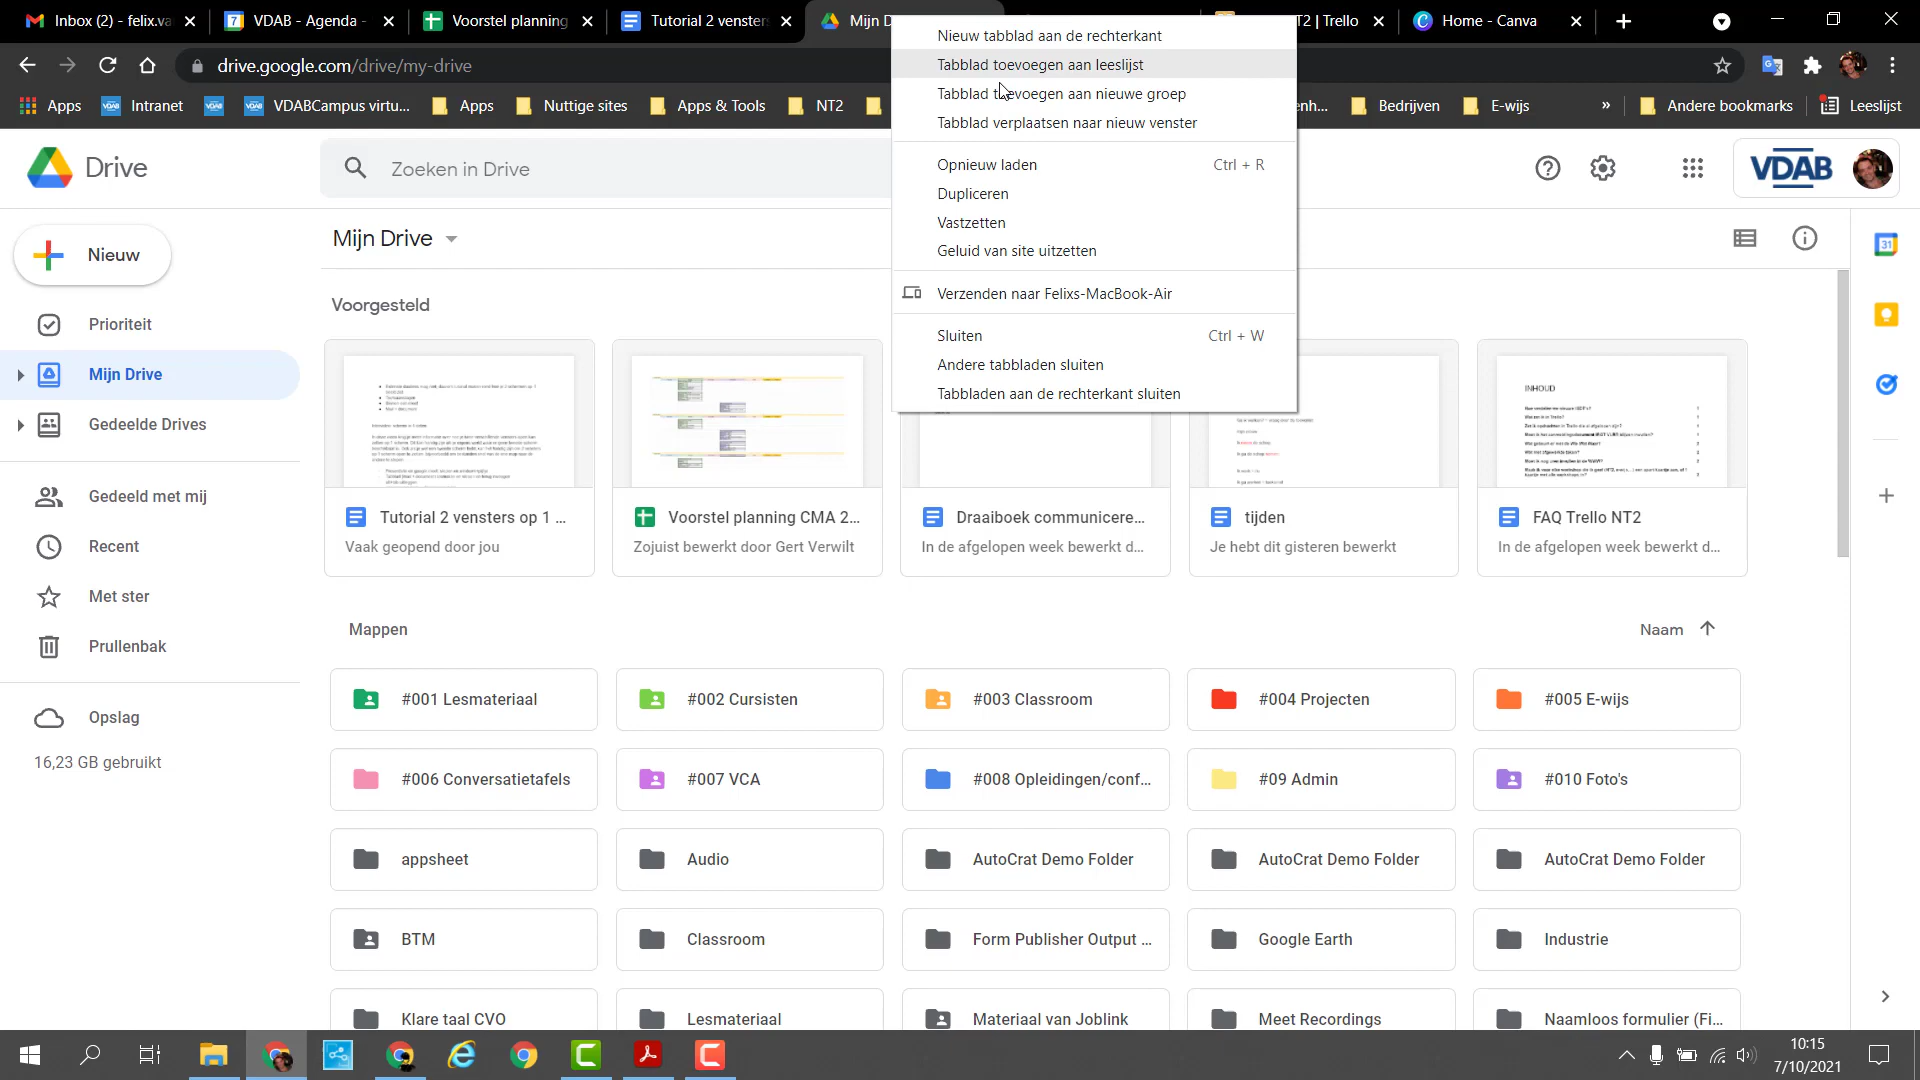 Inbox (2) - felix.va
VDAB - Agenda -
Voorstel planning
Tutorial 2 vensters
Mijn D
T2 | Trello
Home - Canva
drive.google.com/drive/my-drive
Apps
Intranet
VDABCampus virtu...
Apps
Nuttige sites
Apps & Tools
NT2
enh...
Bedrijven
E-wijs
»
Andere bookmarks
Leeslijst
Nieuw tabblad aan de rechterkant
Tabblad toevoegen aan leeslijst
Tabblad toevoegen aan nieuwe groep
Tabblad verplaatsen naar nieuw venster
Opnieuw laden Ctrl + R
Dupliceren
Vastzetten
Geluid van site uitzetten
Verzenden naar Felixs-MacBook-Air
Sluiten Ctrl + W
Andere tabbladen sluiten
Tabbladen aan de rechterkant sluiten
Drive
Zoeken in Drive
VDAB
Nieuw
Prioriteit
Mijn Drive
Gedeelde Drives
Gedeeld met mij
Recent
Met ster
Prullenbak
Opslag
16,23 GB gebruikt
Mijn Drive
Voorgesteld
INHOUD
Tutorial 2 vensters op 1 ...
Vaak geopend door jou
Voorstel planning CMA 2...
Zojuist bewerkt door Gert Verwilt
Draaiboek communicere...
In de afgelopen week bewerkt d...
tijden
Je hebt dit gisteren bewerkt
FAQ Trello NT2
In de afgelopen week bewerkt d...
Mappen
Naam
#001 Lesmateriaal
#002 Cursisten
#003 Classroom
#004 Projecten
#005 E-wijs
#006 Conversatietafels
#007 VCA
#008 Opleidingen/conf...
#09 Admin
#010 Foto's
appsheet
Audio
AutoCrat Demo Folder
AutoCrat Demo Folder
AutoCrat Demo Folder
BTM
Classroom
Form Publisher Output ...
Google Earth
Industrie
Klare taal CVO
Lesmateriaal
Materiaal van Joblink
Meet Recordings
Naamloos formulier (Fi...
31
10:15
7/10/2021